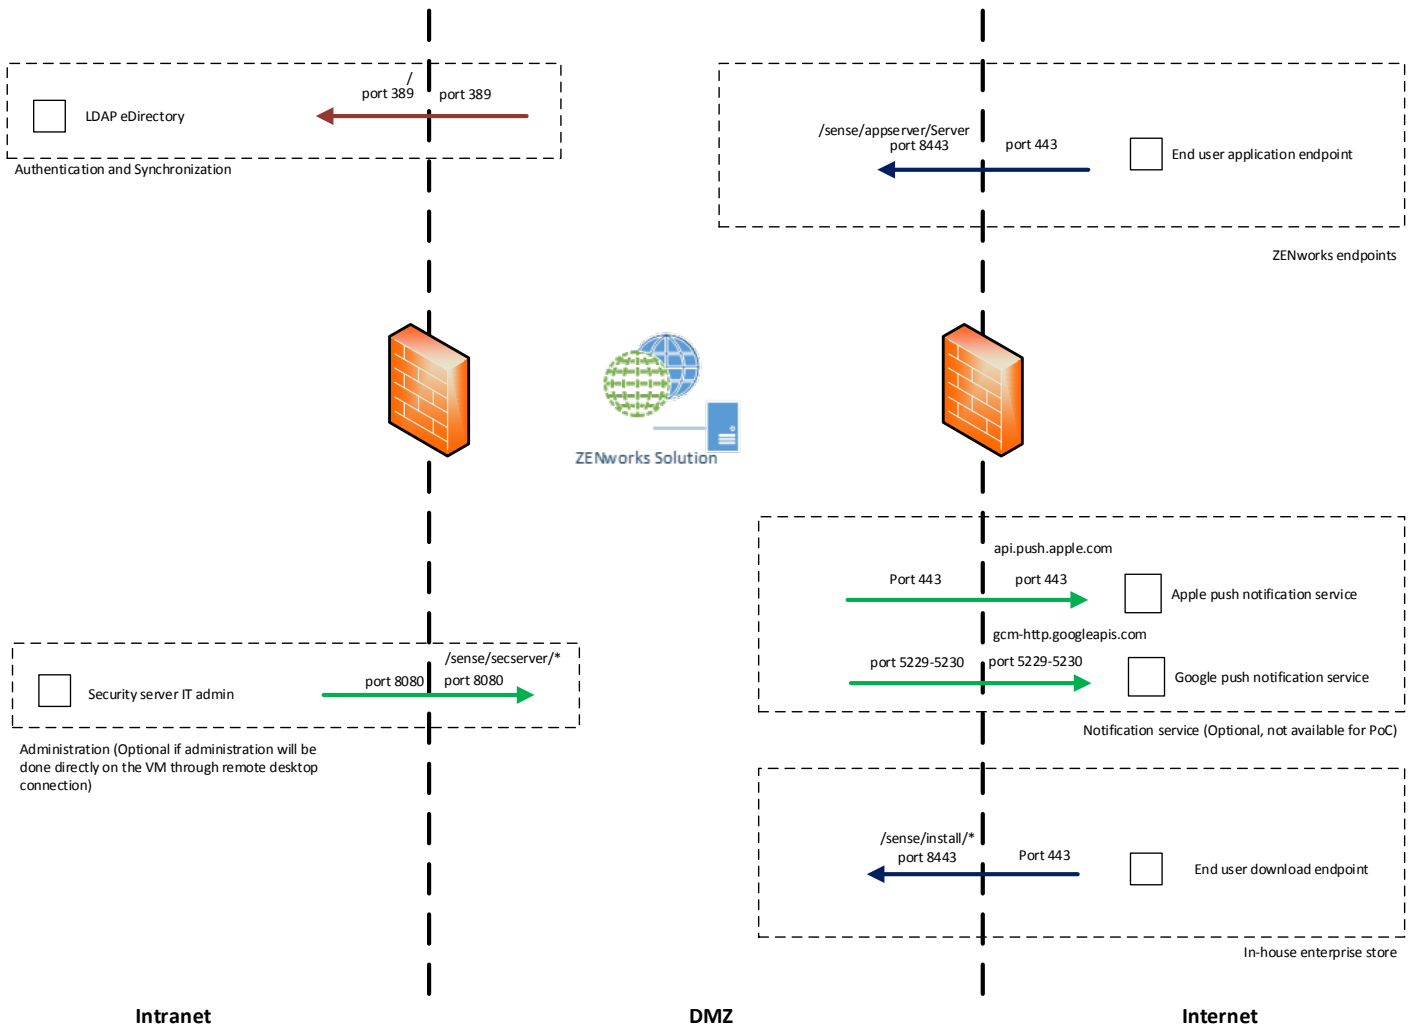 /
port 389 port 389
LDAP eDirectory
Authentication and Synchronization
/sense/appserver/Server
port 8443 port 443
End user application endpoint
ZENworks endpoints
ZENworks Solution
api.push.apple.com
Port 443 port 443
Apple push notification service
gcm-http.googleapis.com
port 5229-5230 port 5229-5230
Google push notification service
Notification service (Optional, not available for PoC)
/sense/secserver/*
port 8080 port 8080
Security server IT admin
Administration (Optional if administration will be
done directly on the VM through remote desktop
connection)
/sense/install/*
port 8443 Port 443
End user download endpoint
In-house enterprise store
Intranet DMZ Internet